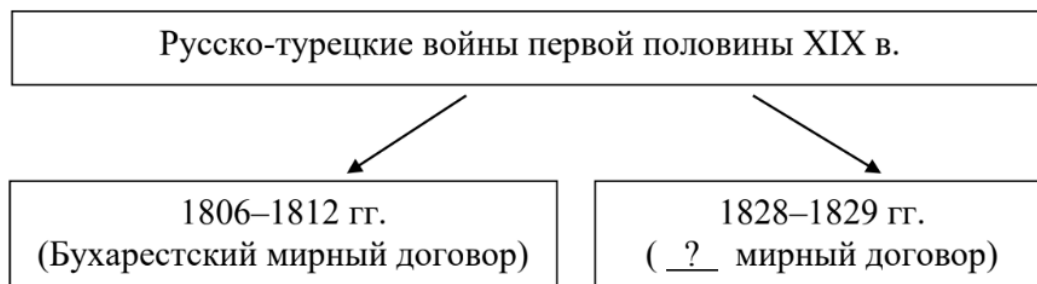 Русско-турецкие войны первой половины XIX в.
1806–1812 гг.
(Бухарестский мирный договор)
1828–1829 гг.
( ? мирный договор)